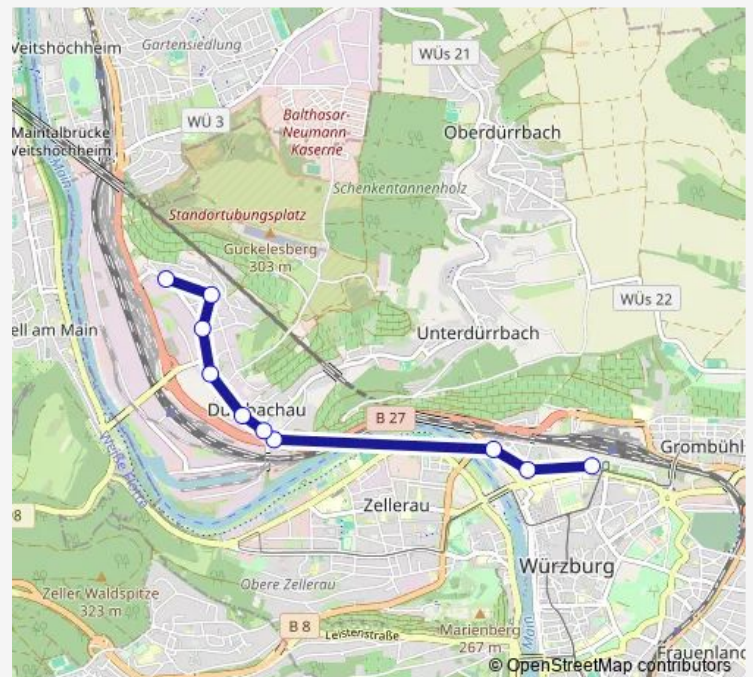 Veitshöchheim
Gartensiedlung
WÜs 21
WÜ 3
Balthasar-
Neumann-
Kaserne
Oberdürrbach
Maintalbrücke
Veitshöchheim
Main
Schenkentannenholz
Standortübungsplatz
Guckelesberg
303 m
WÜs 22
ell am Main
Unterdürrbach
B 27
Grombühl
Zellerau
8
Würzburg
Obere Zellerau
Zeller Waldspitze
323 m
B 8
Leistenstraße
Marienberg
267 m
Main
Frauenland
© OpenStreetMap contributors